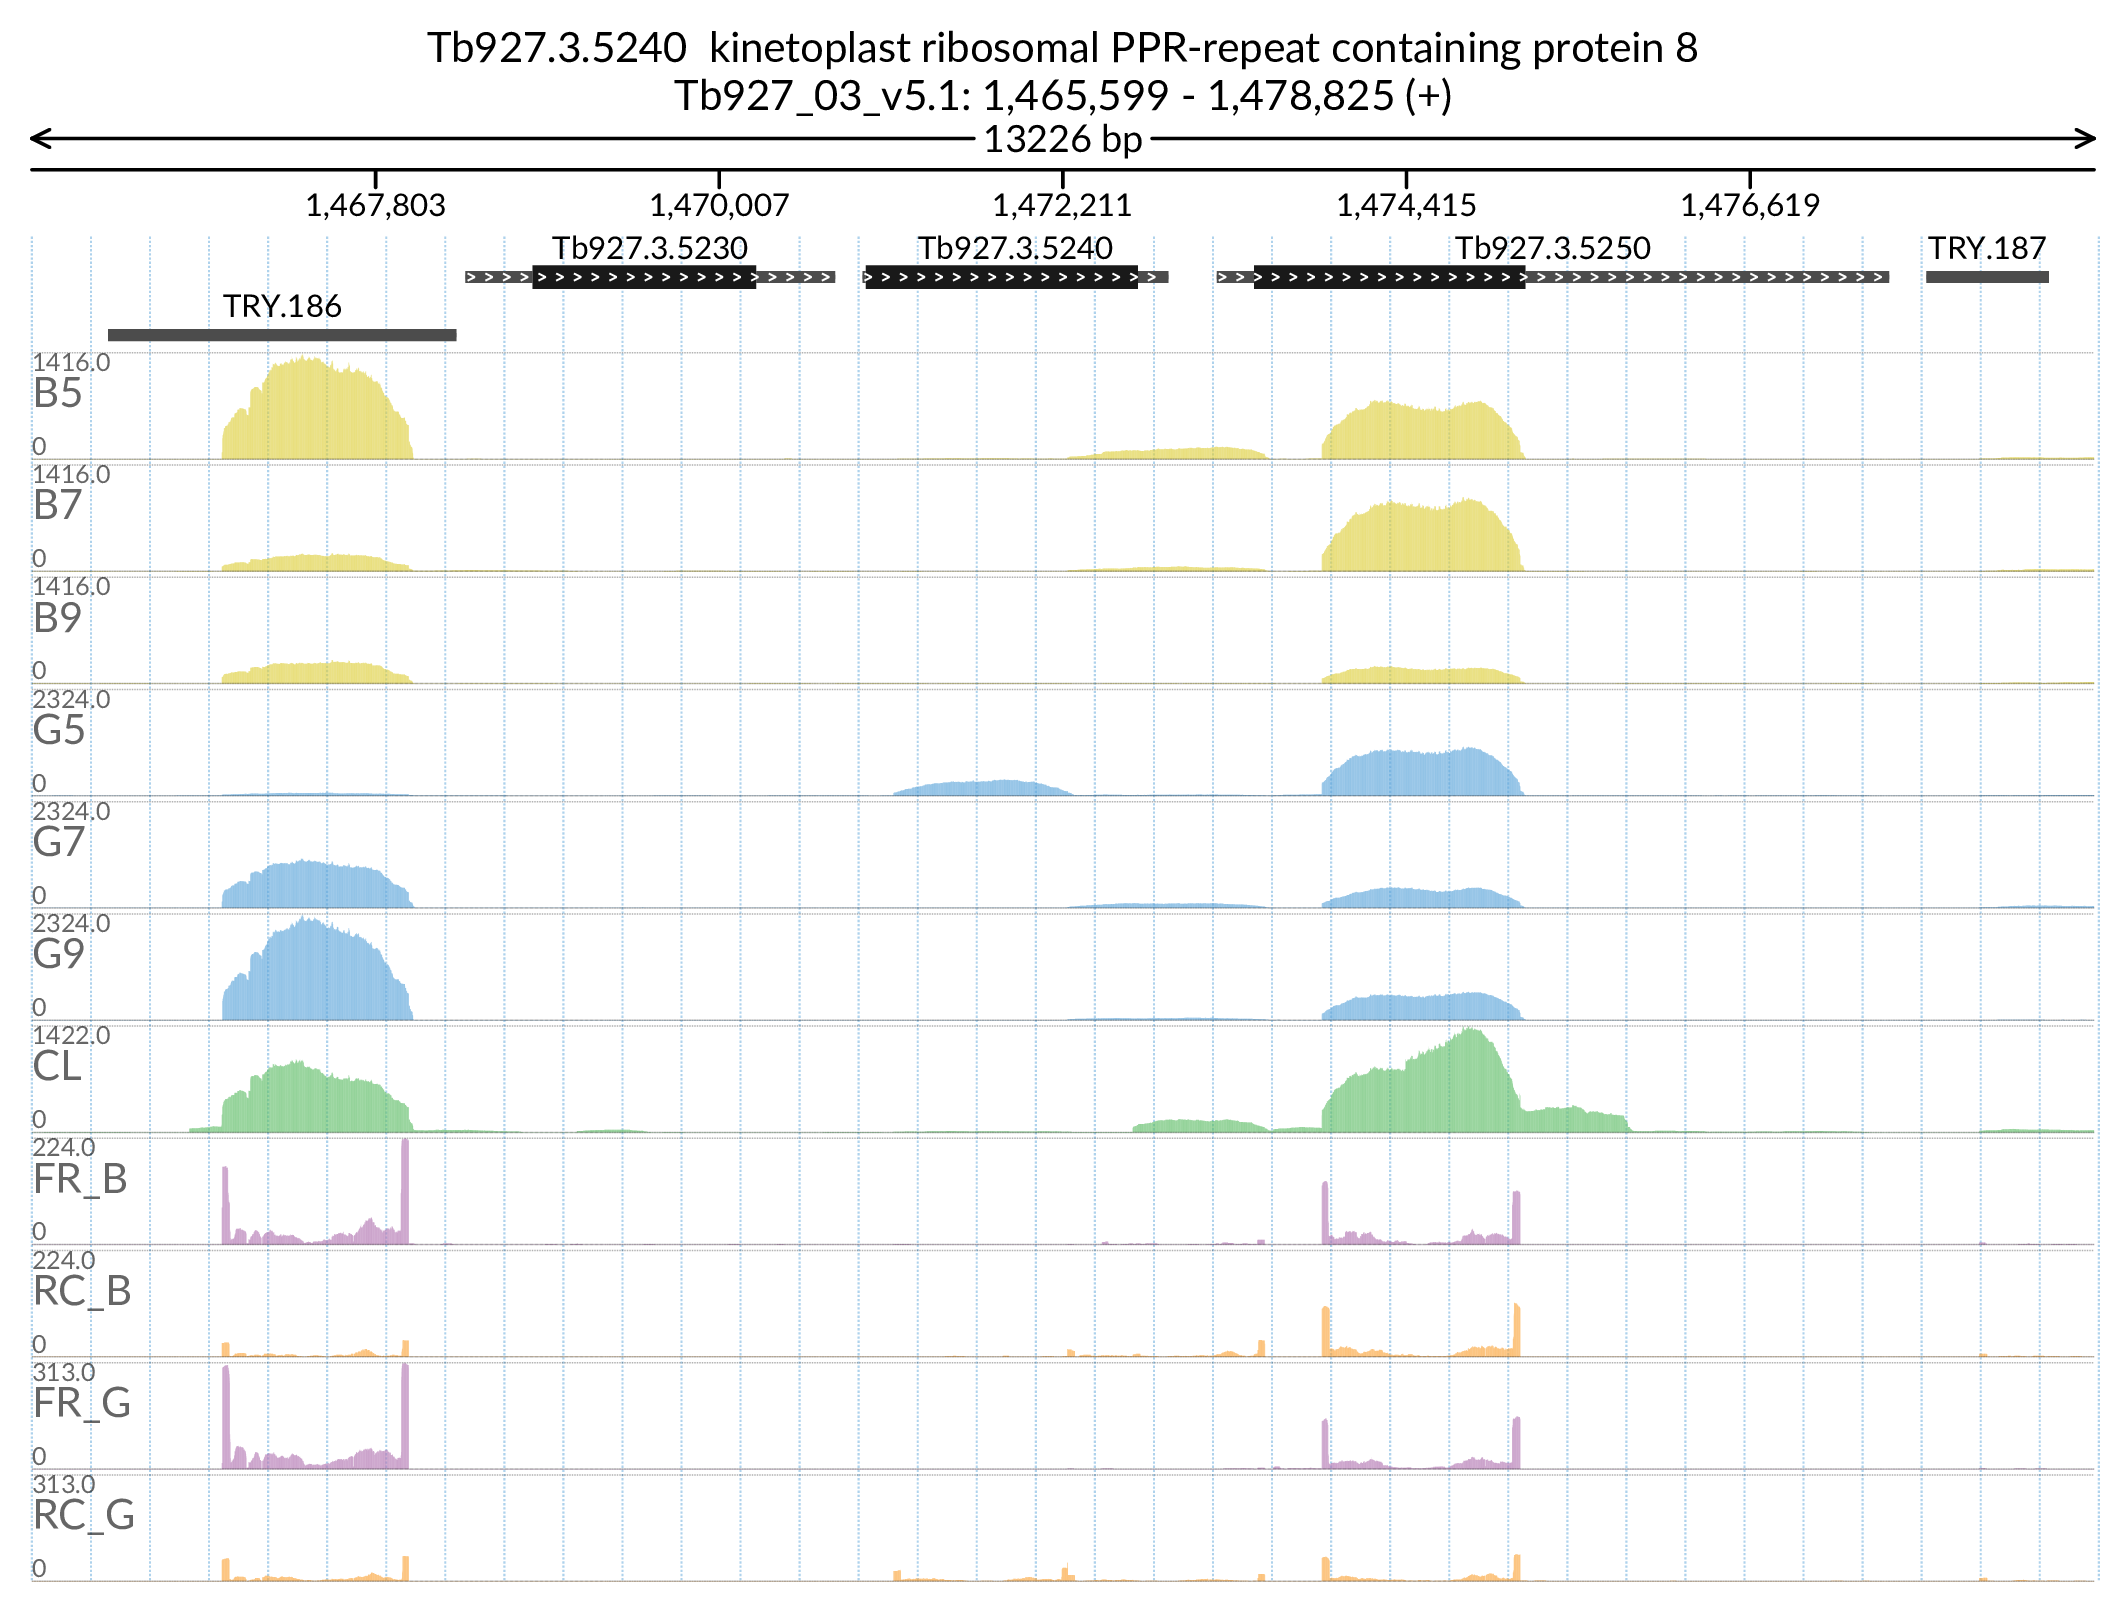 Tb927.3.5240  kinetoplast ribosomal PPR-repeat containing protein 8
Tb927_03_v5.1: 1,465,599 - 1,478,825 (+)
13226 bp
1,467,803 1,470,007 1,472,211 1,474,415 1,476,619
Tb927.3.5230 Tb927.3.5240 Tb927.3.5250 TRY.187
TRY.186
1416.0
B5
0
1416.0
B7
0
1416.0
B9
0
2324.0
G5
0
2324.0
G7
0
2324.0
G9
0
1422.0
CL
0
224.0
FR_B
0
224.0
RC_B
0
313.0
FR_G
0
313.0
RC_G
0